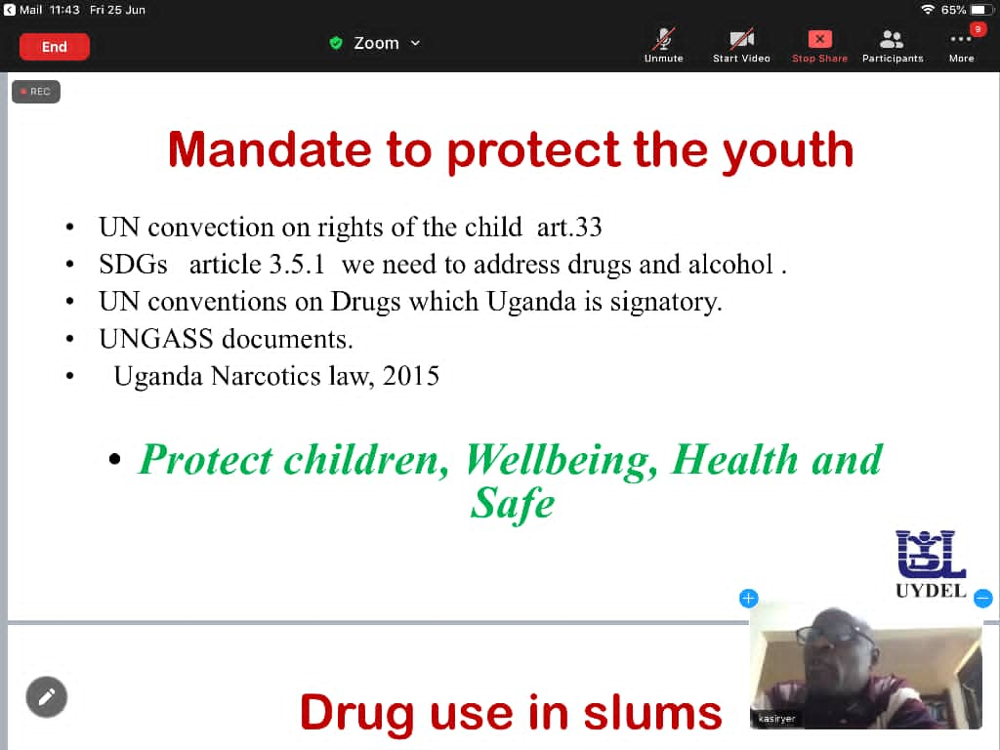 Mail 11:43 Fri 25 Jun
65%
End
Zoom
Unmute
Start Video
Stop Share
Participants
9
More
REC
Mandate to protect the youth
• UN convection on rights of the child art.33
• SDGs article 3.5.1 we need to address drugs and alcohol .
• UN conventions on Drugs which Uganda is signatory.
• UNGASS documents.
• Uganda Narcotics law, 2015
• Protect children, Wellbeing, Health and
Safe
UYDEL
kasiryer
Drug use in slums